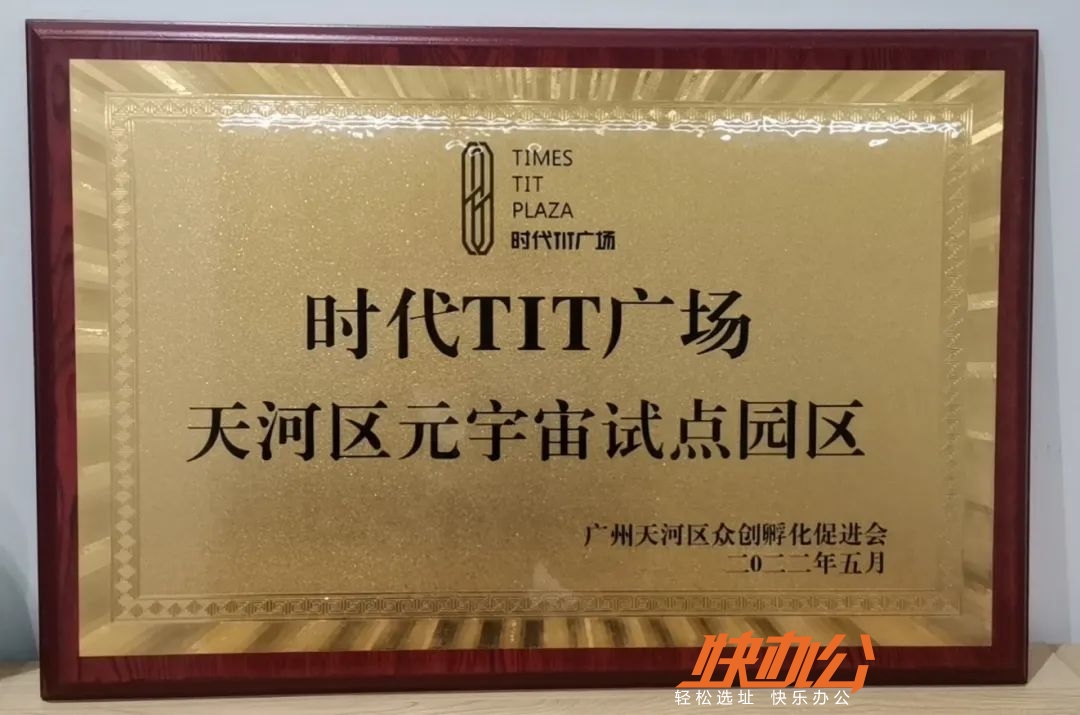 TIMES
TIT
PLAZA
时代TIT广场
时代TIT广场
天河区元宇宙试点园区
广州天河区众创孵化促进会
二0二二年五月
快办公
轻松选址 快乐办公